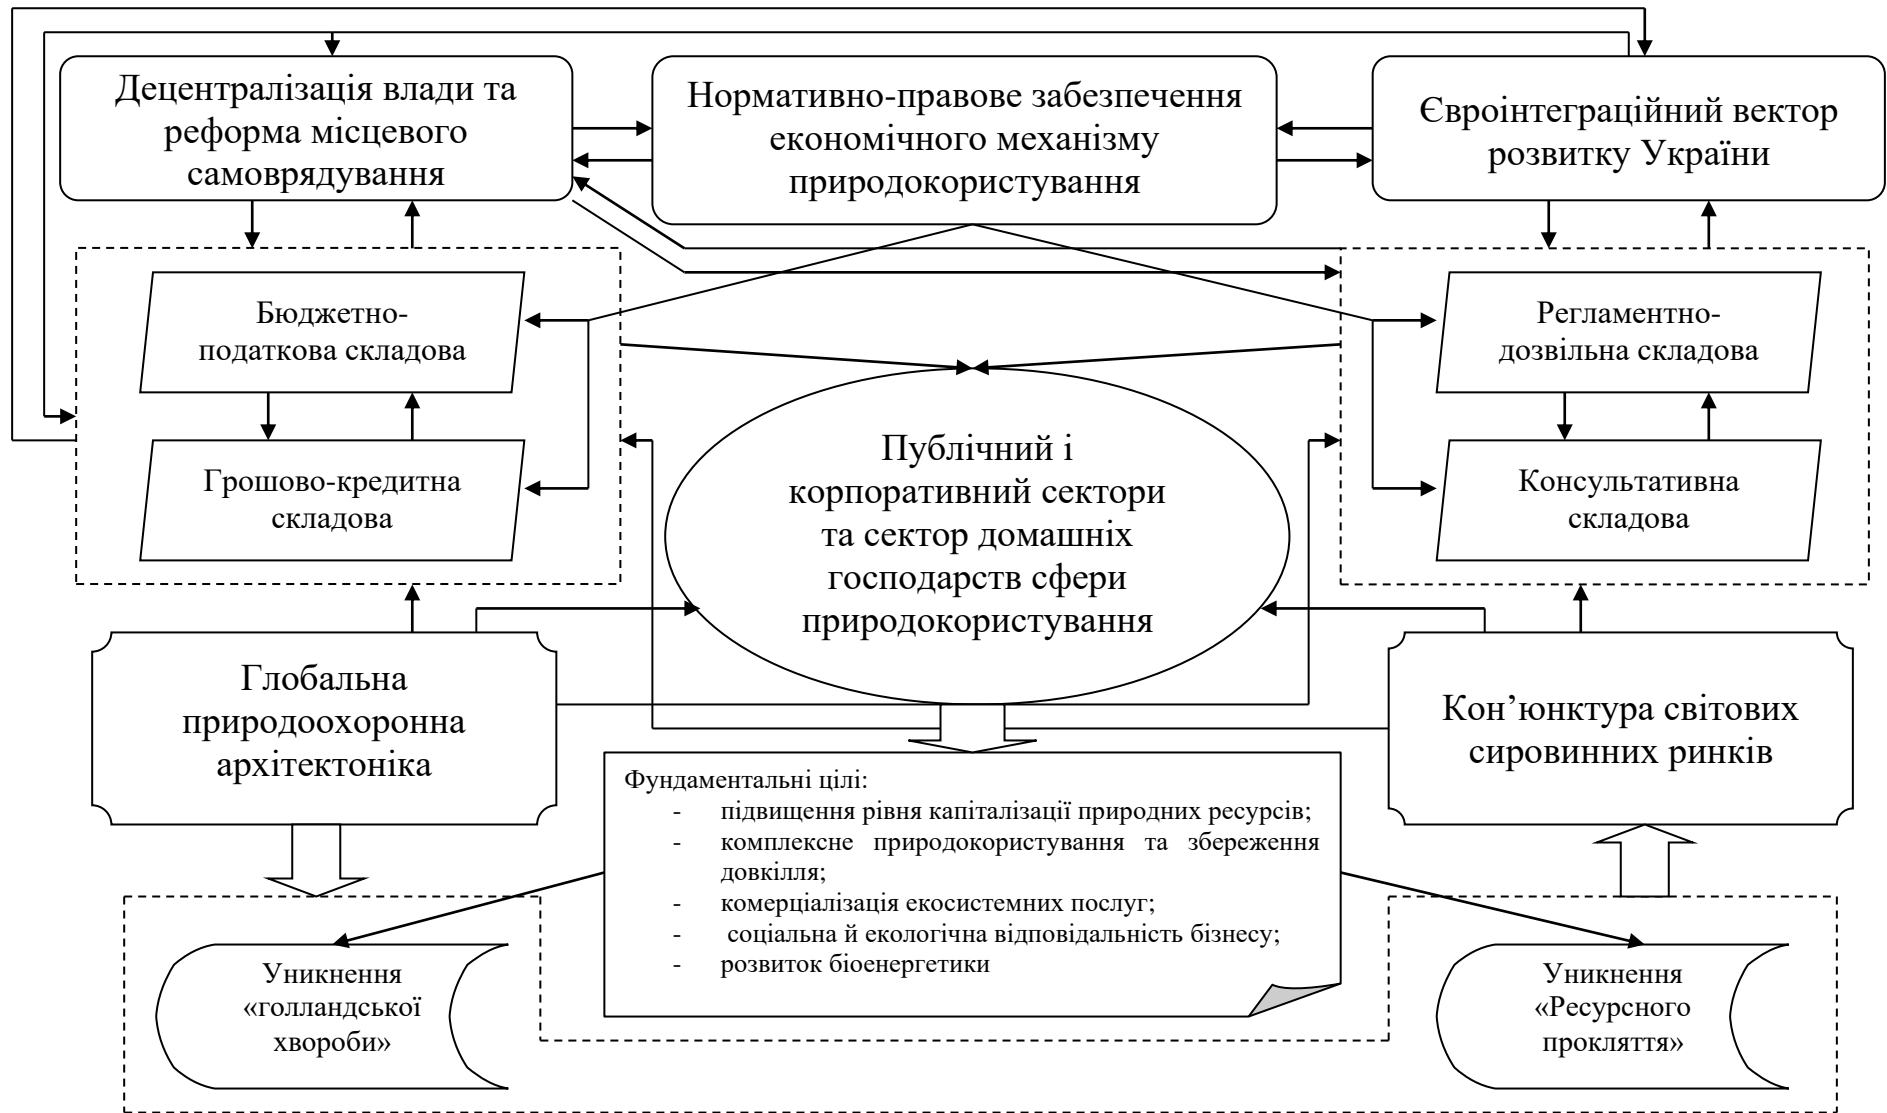 Децентралізація влади та
реформа місцевого
самоврядування
Нормативно-правове забезпечення
економічного механізму
природокористування
Євроінтеграційний вектор
розвитку України
Бюджетно-
податкова складова
Грошово-кредитна
складова
Регламентно-
дозвільна складова
Консультативна
складова
Публічний і
корпоративний сектори
та сектор домашніх
господарств сфери
природокористування
Глобальна
природоохоронна
архітектоніка
Кон’юнктура світових
сировинних ринків
Фундаментальні цілі:
- підвищення рівня капіталізації природних ресурсів;
- комплексне природокористування та збереження
довкілля;
- комерціалізація екосистемних послуг;
- соціальна й екологічна відповідальність бізнесу;
- розвиток біоенергетики
Уникнення
«голландської
хвороби»
Уникнення
«Ресурсного
прокляття»